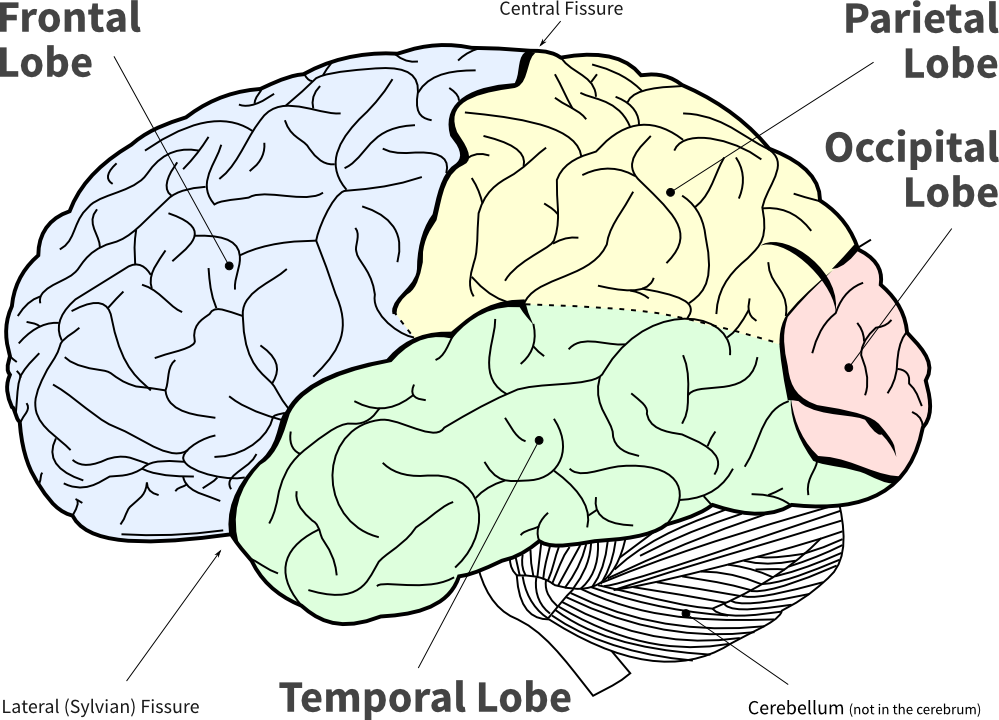 Frontal
Lobe
Central Fissure
Parietal
Lobe
Occipital
Lobe
Lateral (Sylvian) Fissure
Temporal Lobe
Cerebellum (not in the cerebrum)